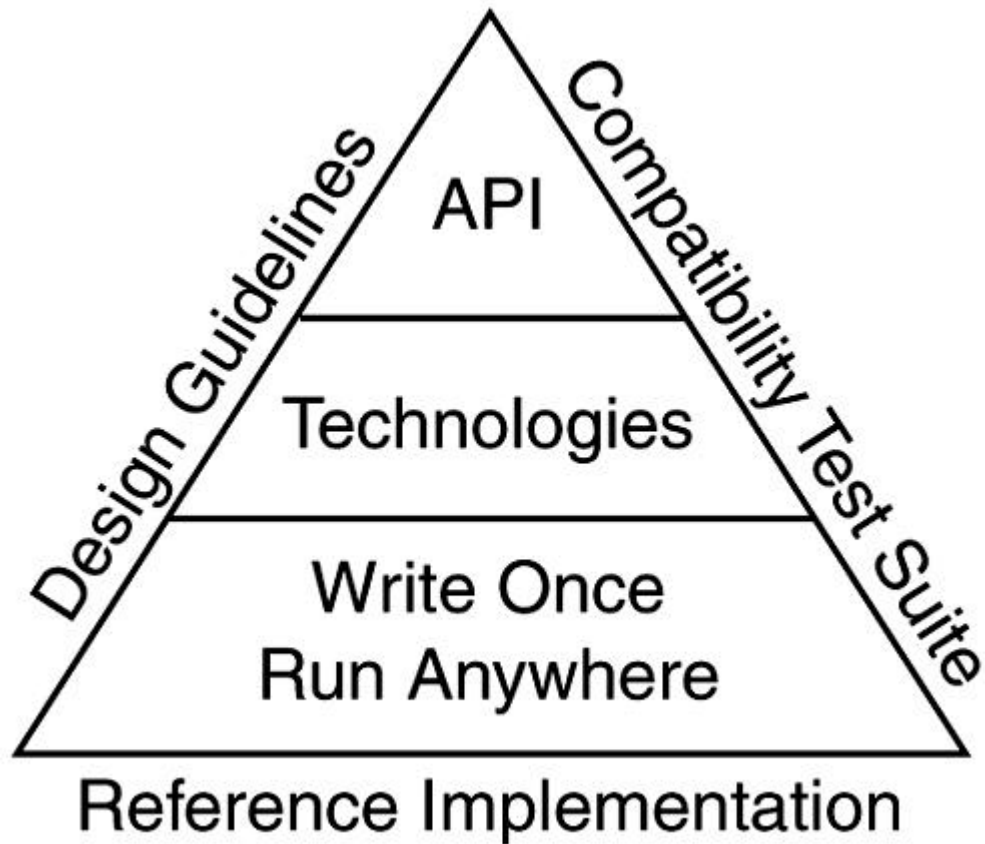 Design Guidelines
Compatibility Test Suite
API
Technologies
Write Once
Run Anywhere
Reference Implementation